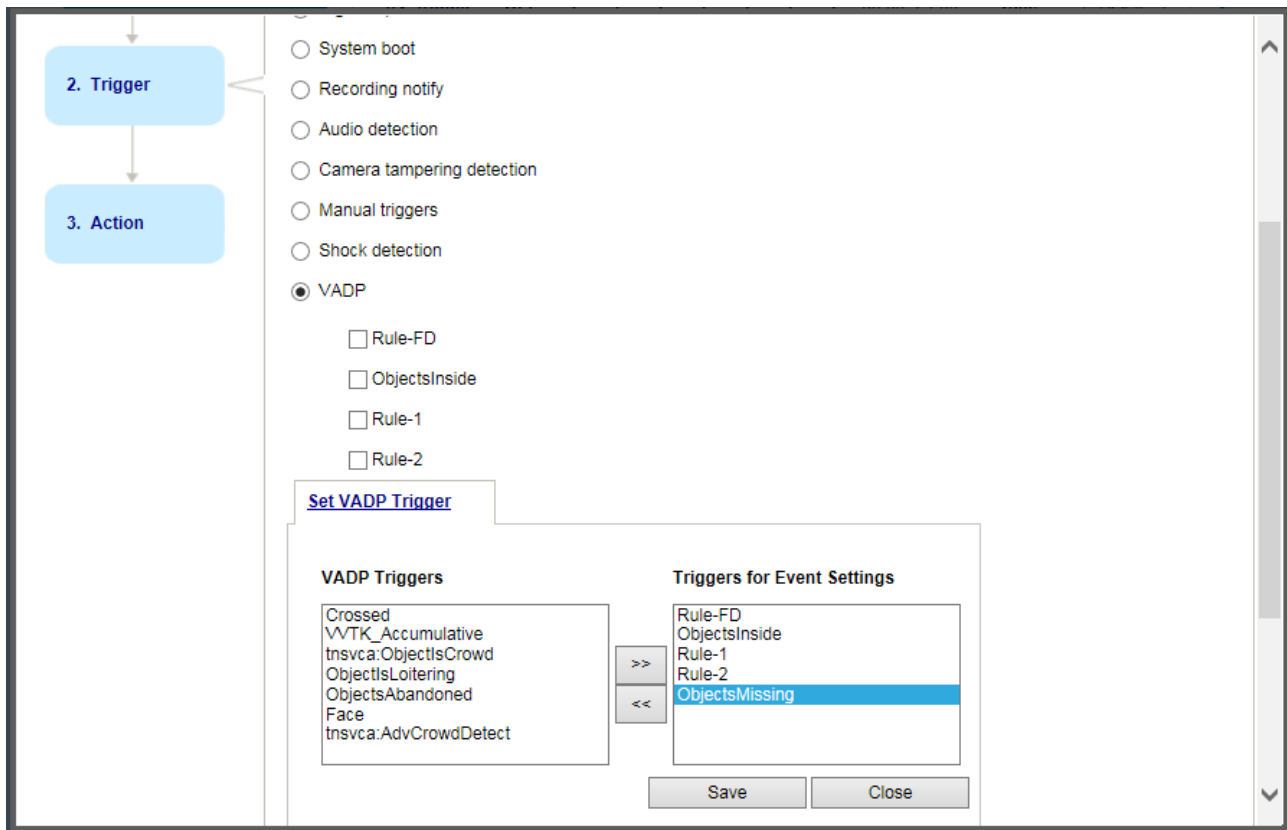 System boot
2. Trigger
Recording notify
Audio detection
Camera tampering detection
Manual triggers
3. Action
Shock detection
VADP
Rule-FD
ObjectsInside
Rule-1
Rule-2
Set VADP Trigger
VADP Triggers
Triggers for Event Settings
Crossed
VVTK_Accumulative
tnsvca:ObjectIsCrowd
ObjectIsLoitering
ObjectsAbandoned
Face
tnsvca:AdvCrowdDetect
>>
<<
Rule-FD
ObjectsInside
Rule-1
Rule-2
ObjectsMissing
Save
Close